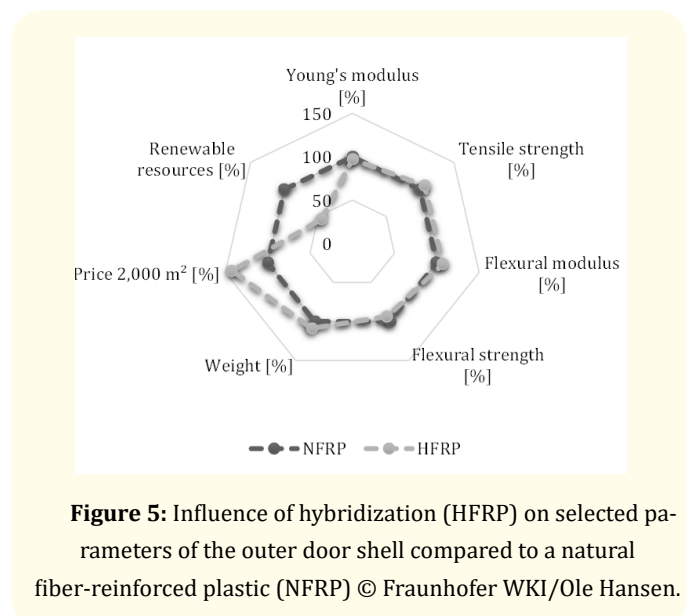 Young's modulus
[%]
150
Renewable
resources [%]
Tensile strength
[%]
100
50
0
Price 2,000 m² [%]
Flexural modulus
[%]
Weight [%]
Flexural strength
[%]
NFRP HFRP
Figure 5: Influence of hybridization (HFRP) on selected pa-
rameters of the outer door shell compared to a natural
fiber-reinforced plastic (NFRP) © Fraunhofer WKI/Ole Hansen.